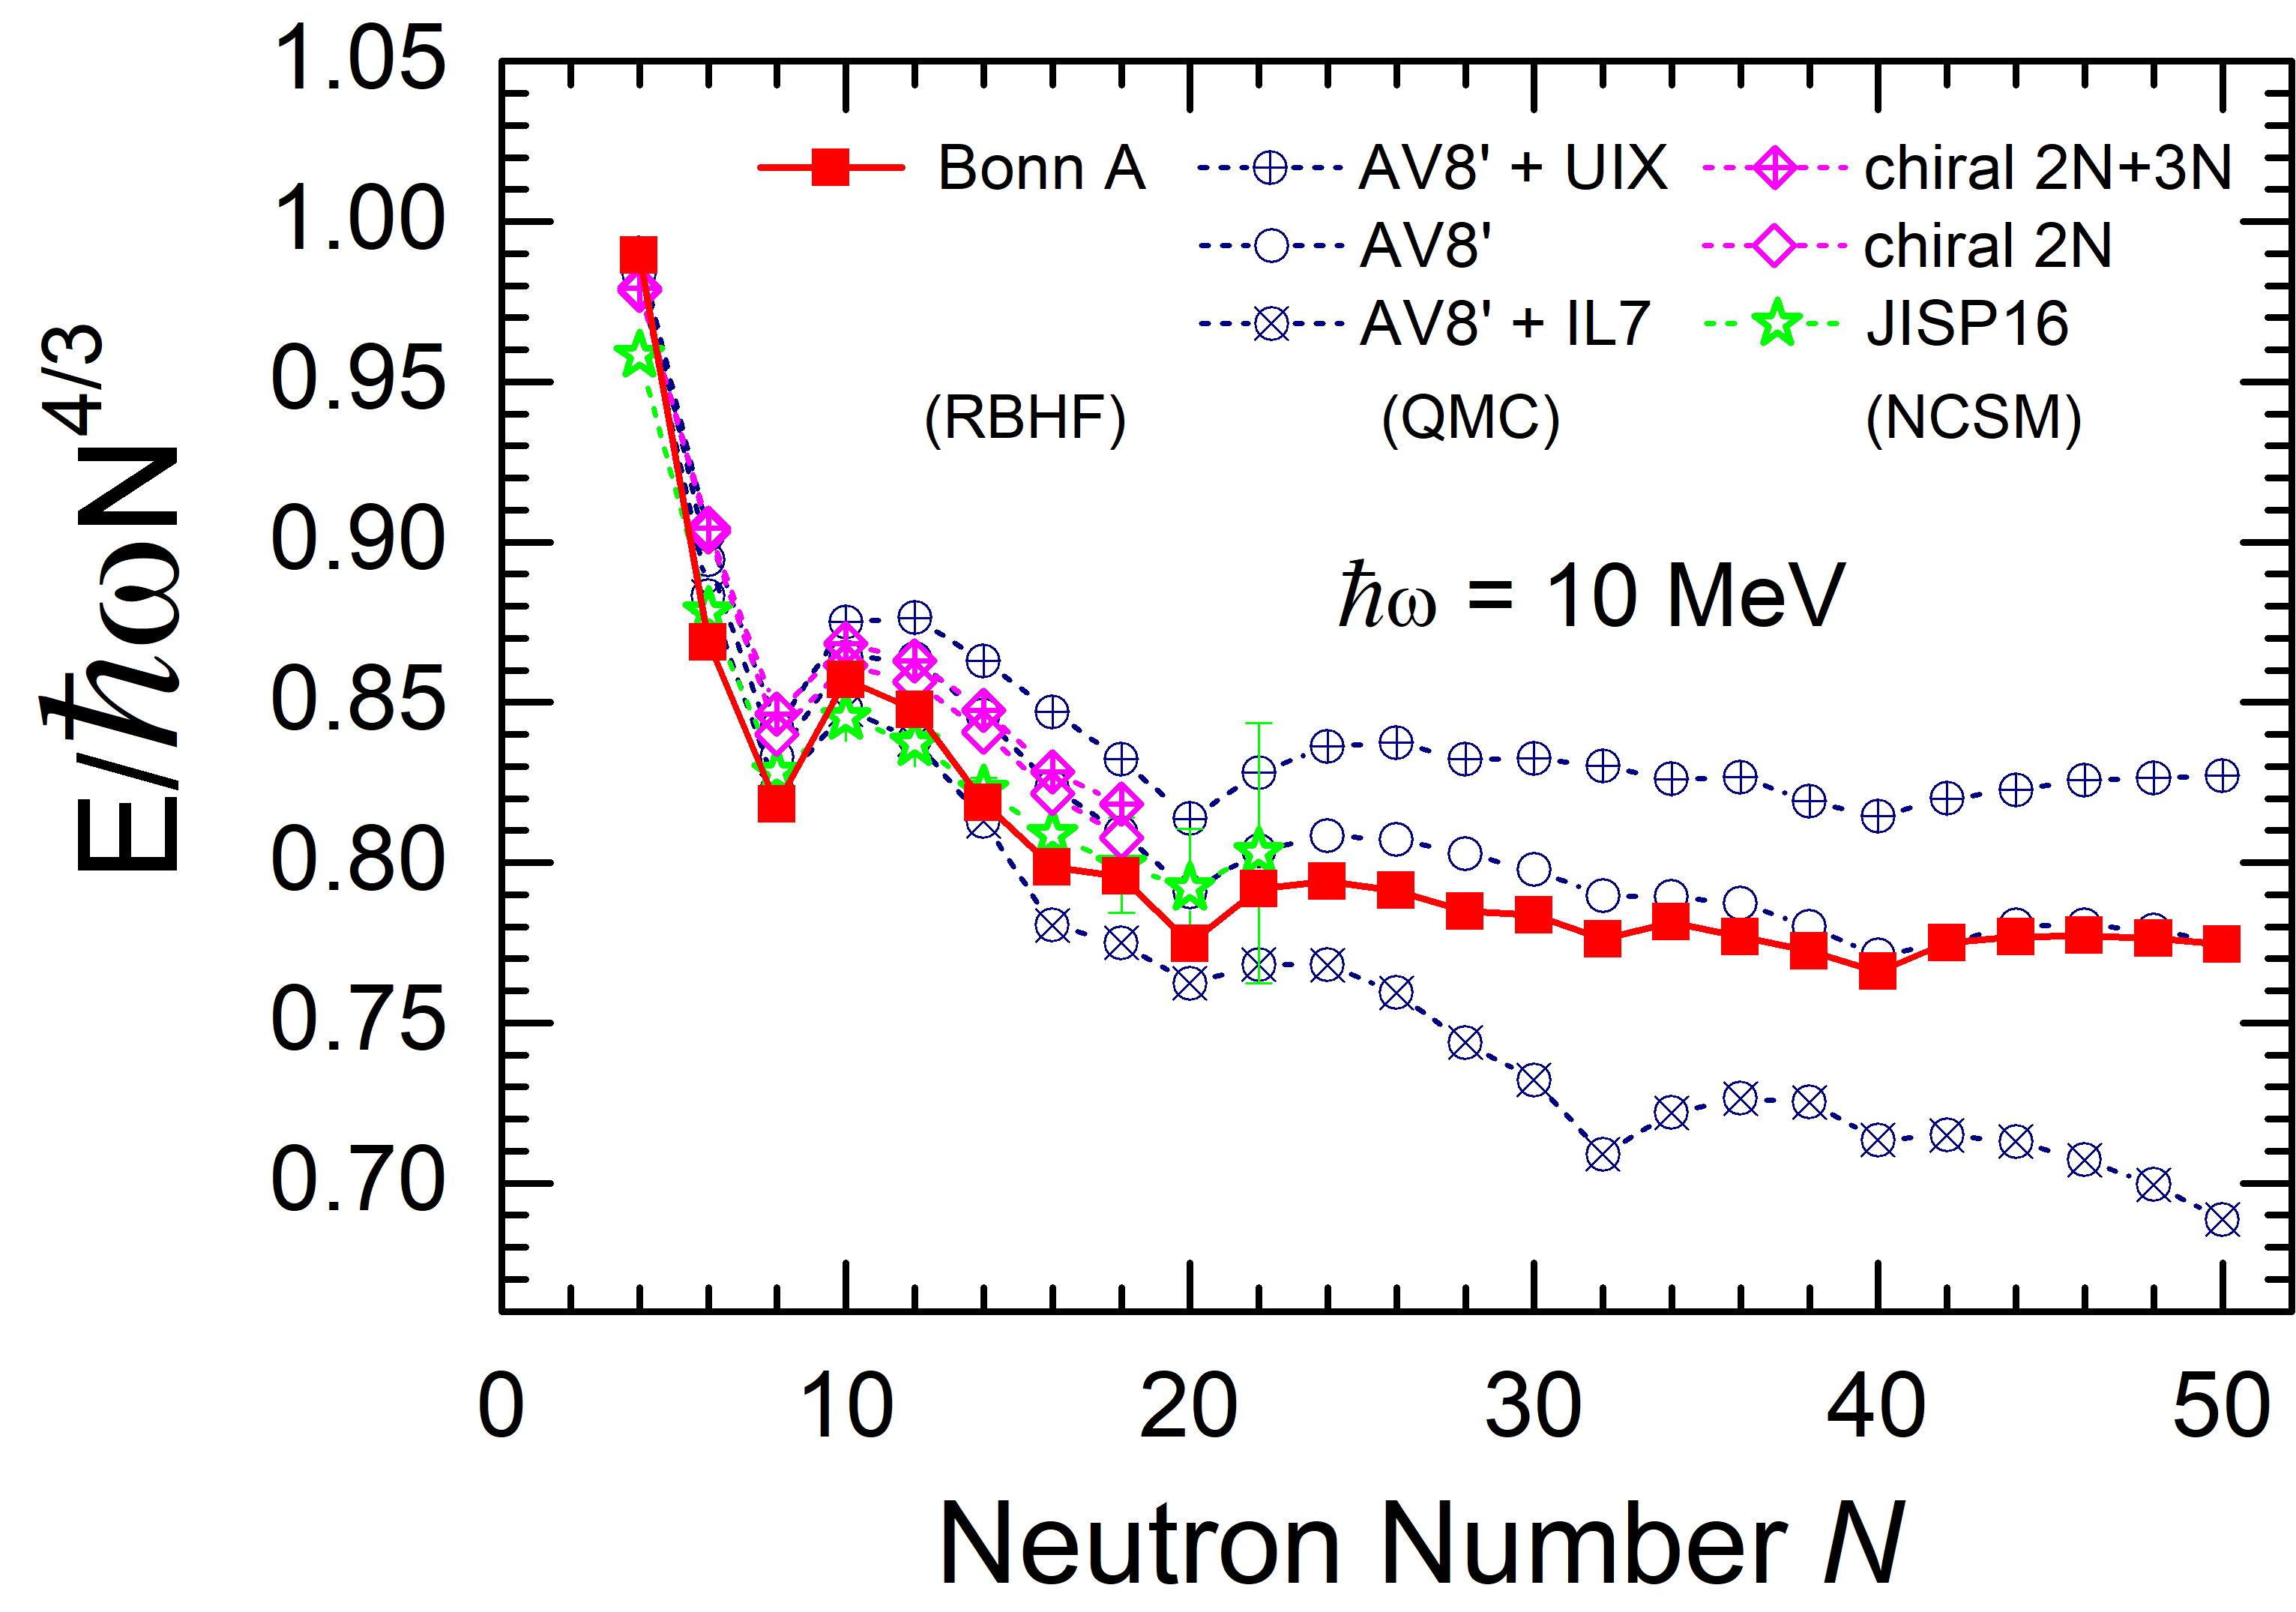 1.05
1.00
0.95
0.90
0.85
0.80
0.75
0.70
E/ħωN^4/3
Bonn A
AV8' + UIX
chiral 2N+3N
AV8'
chiral 2N
AV8' + IL7
JISP16
(RBHF)
(QMC)
(NCSM)
ħω = 10 MeV
0 10 20 30 40 50
Neutron Number N